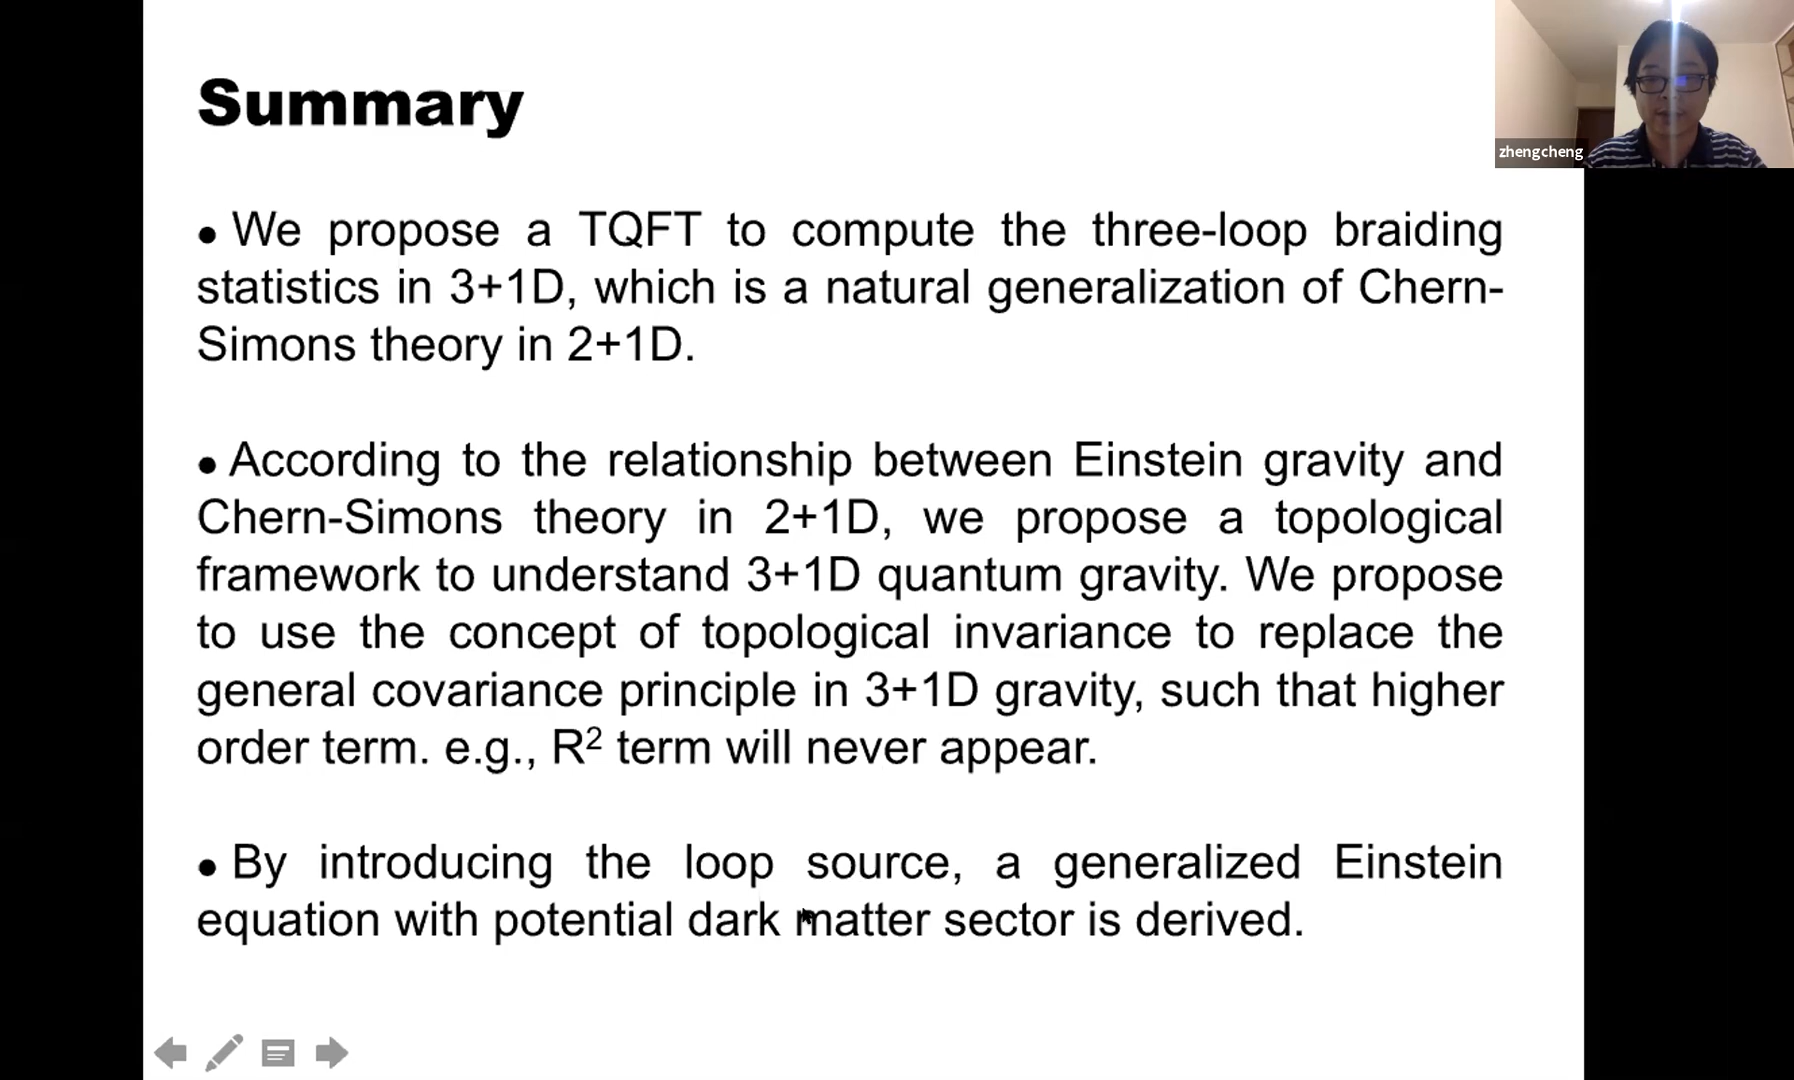 Summary
zhengcheng
• We propose a TQFT to compute the three-loop braiding
statistics in 3+1D, which is a natural generalization of Chern-
Simons theory in 2+1D.
• According to the relationship between Einstein gravity and
Chern-Simons theory in 2+1D, we propose a topological
framework to understand 3+1D quantum gravity. We propose
to use the concept of topological invariance to replace the
general covariance principle in 3+1D gravity, such that higher
order term. e.g., R² term will never appear.
• By introducing the loop source, a generalized Einstein
equation with potential dark matter sector is derived.